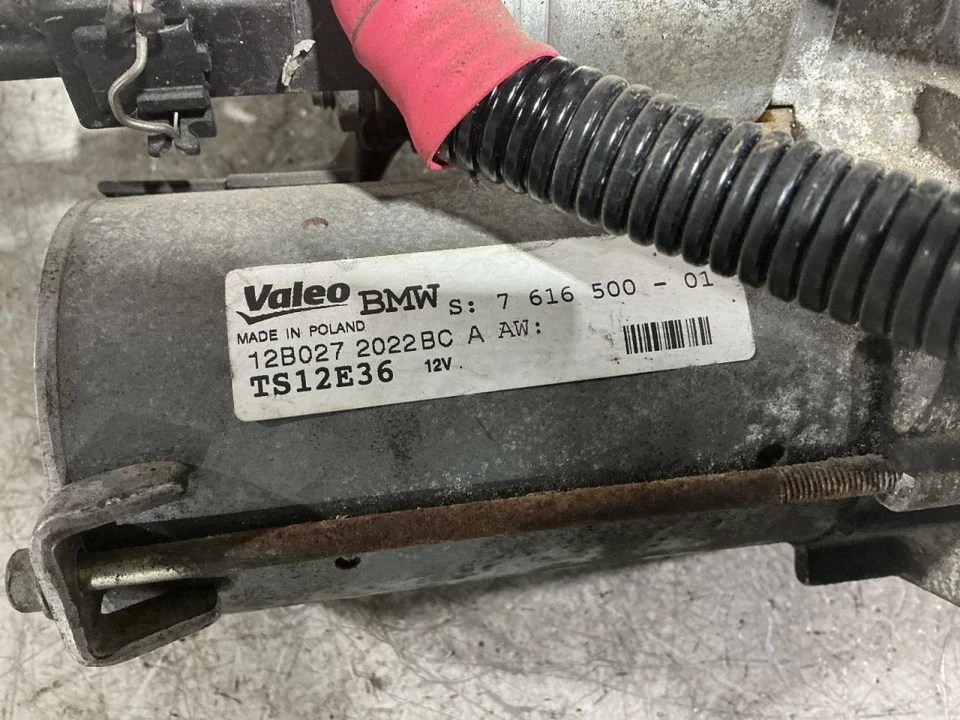 Valeo BMW S: 7 616 500 - 01
MADE IN POLAND
12B027 2022BC A AW:
TS12E36 12V